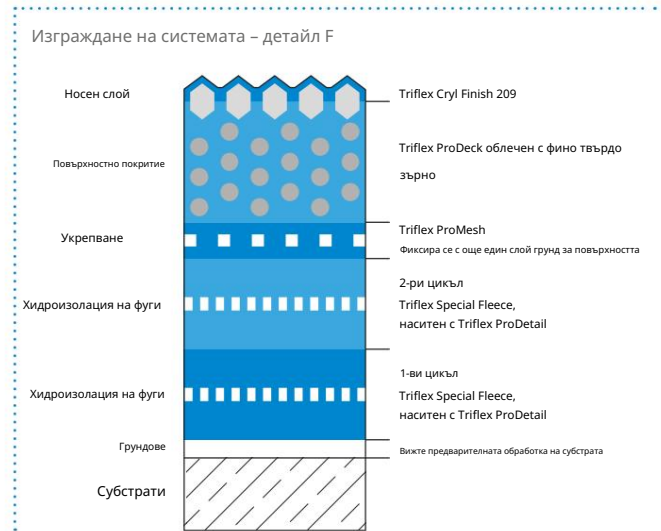 Изграждане на системата – детайл F
Носен слой
Triflex Cryl Finish 209
Повърхностно покритие
Triflex ProDeck облечен с фино твърдо
зърно
Укрепване
Triflex ProMesh
Фиксира се с още един слой грунд за повърхността
Хидроизолация на фуги
2-ри цикъл
Triflex Special Fleece,
наситен с Triflex ProDetail
Хидроизолация на фуги
1-ви цикъл
Triflex Special Fleece,
наситен с Triflex ProDetail
Грундове
Вижте предварителната обработка на субстрата
Субстрати